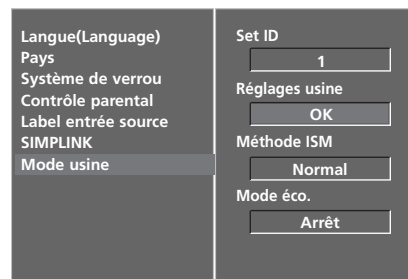 Langue(Language)
Pays
Système de verrou
Contrôle parental
Label entrée source
SIMPLINK
Mode usine
Set ID
1
Réglages usine
OK
Méthode ISM
Normal
Mode éco.
Arrêt